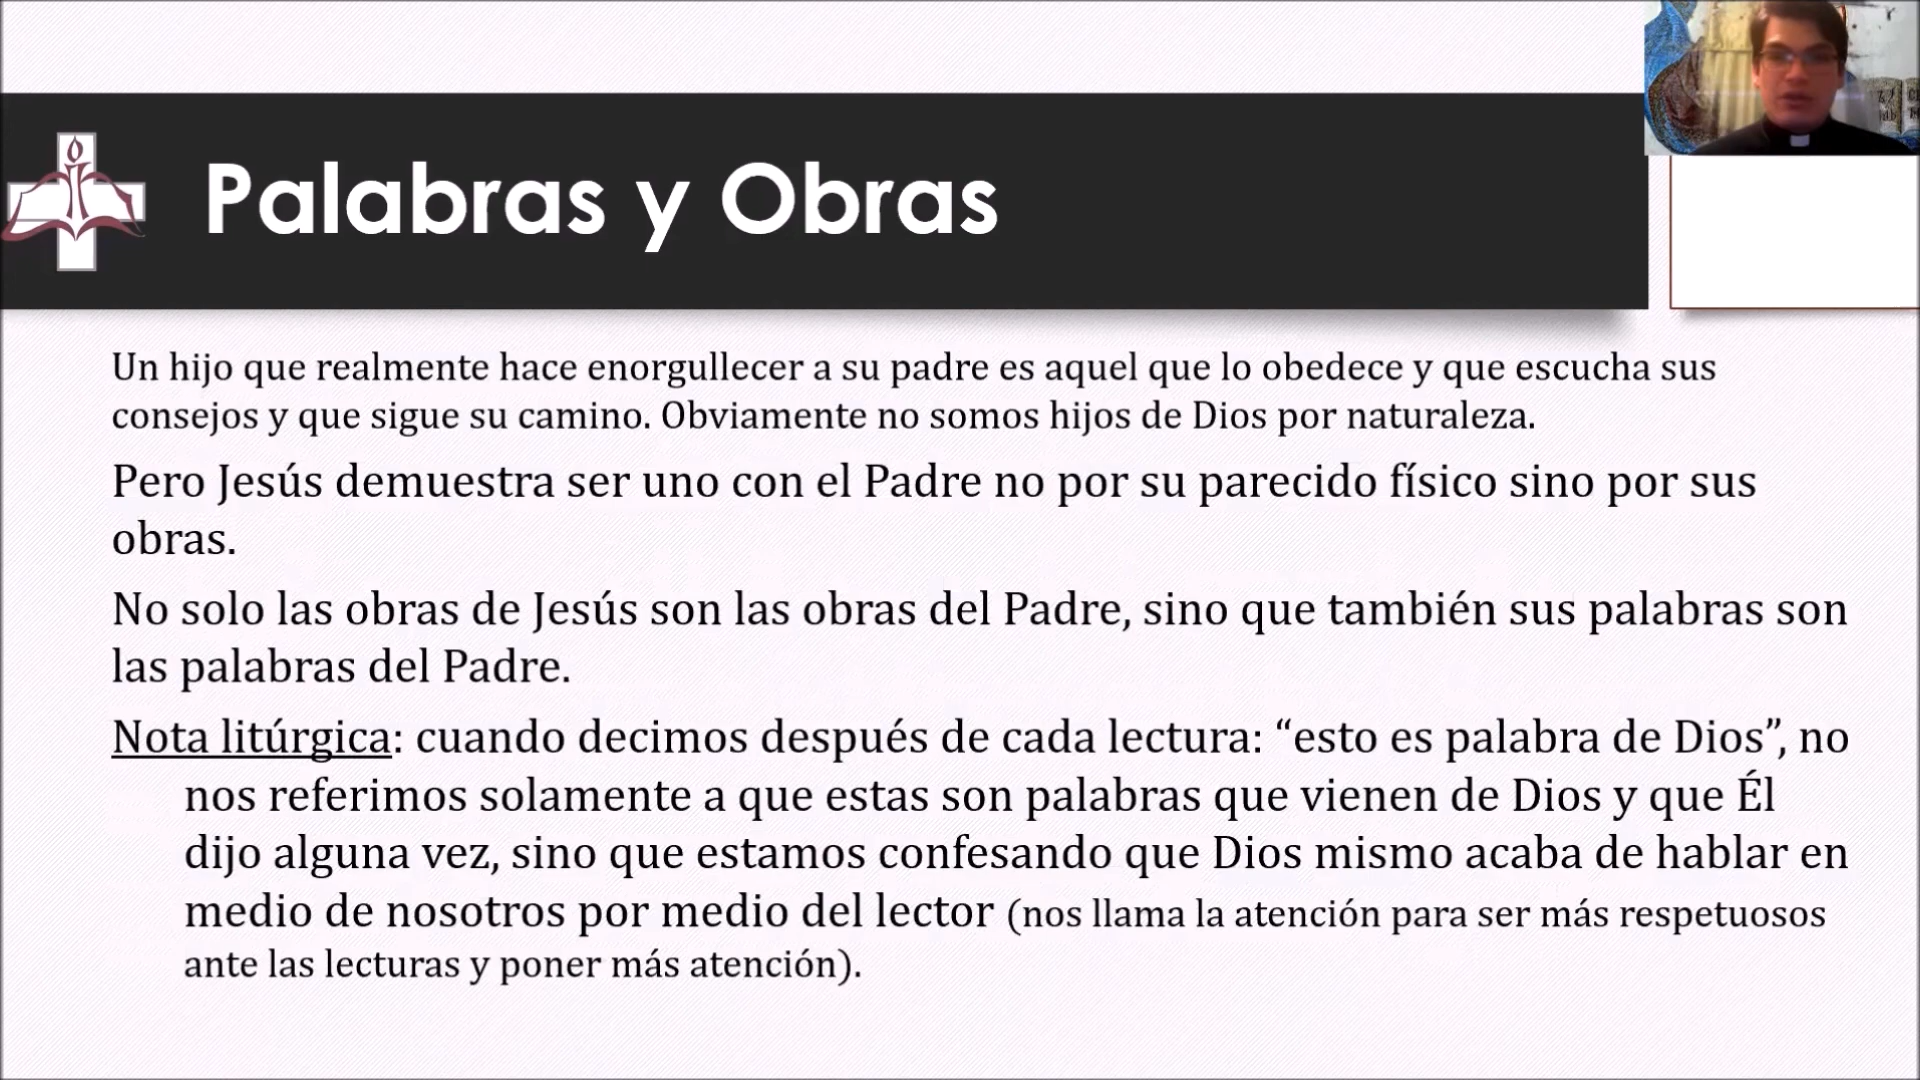 Palabras y Obras
Un hijo que realmente hace enorgullecer a su padre es aquel que lo obedece y que escucha sus
consejos y que sigue su camino. Obviamente no somos hijos de Dios por naturaleza.
Pero Jesús demuestra ser uno con el Padre no por su parecido físico sino por sus
obras.
No solo las obras de Jesús son las obras del Padre, sino que también sus palabras son
las palabras del Padre.
Nota litúrgica: cuando decimos después de cada lectura: “esto es palabra de Dios”, no
nos referimos solamente a que estas son palabras que vienen de Dios y que Él
dijo alguna vez, sino que estamos confesando que Dios mismo acaba de hablar en
medio de nosotros por medio del lector (nos llama la atención para ser más respetuosos
ante las lecturas y poner más atención).